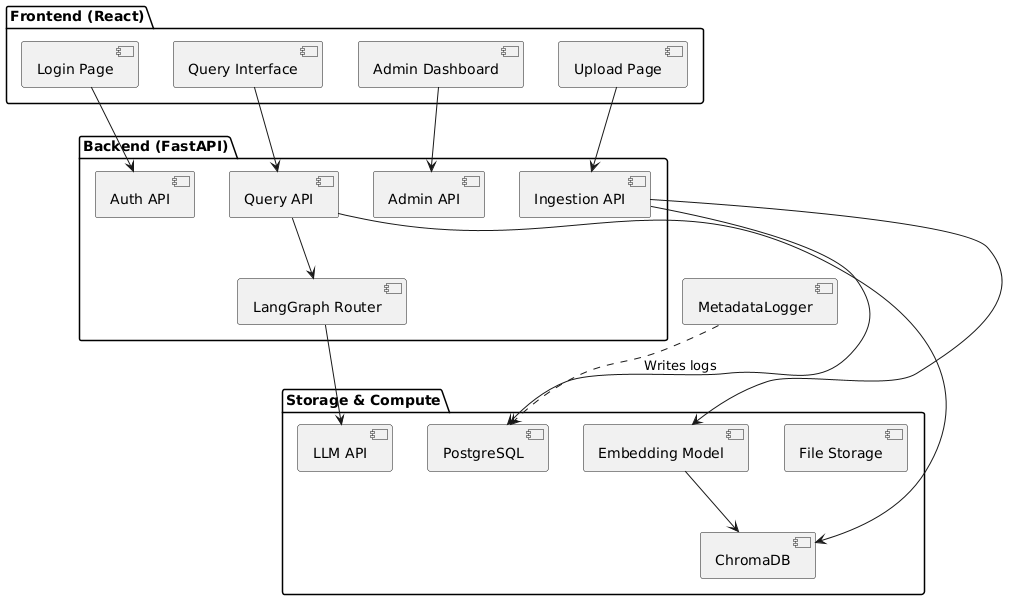 Frontend (React)
Login Page
Query Interface
Admin Dashboard
Upload Page
Backend (FastAPI)
Auth API
Query API
Admin API
Ingestion API
LangGraph Router
MetadataLogger
Writes logs
Storage & Compute
LLM API
PostgreSQL
Embedding Model
File Storage
ChromaDB